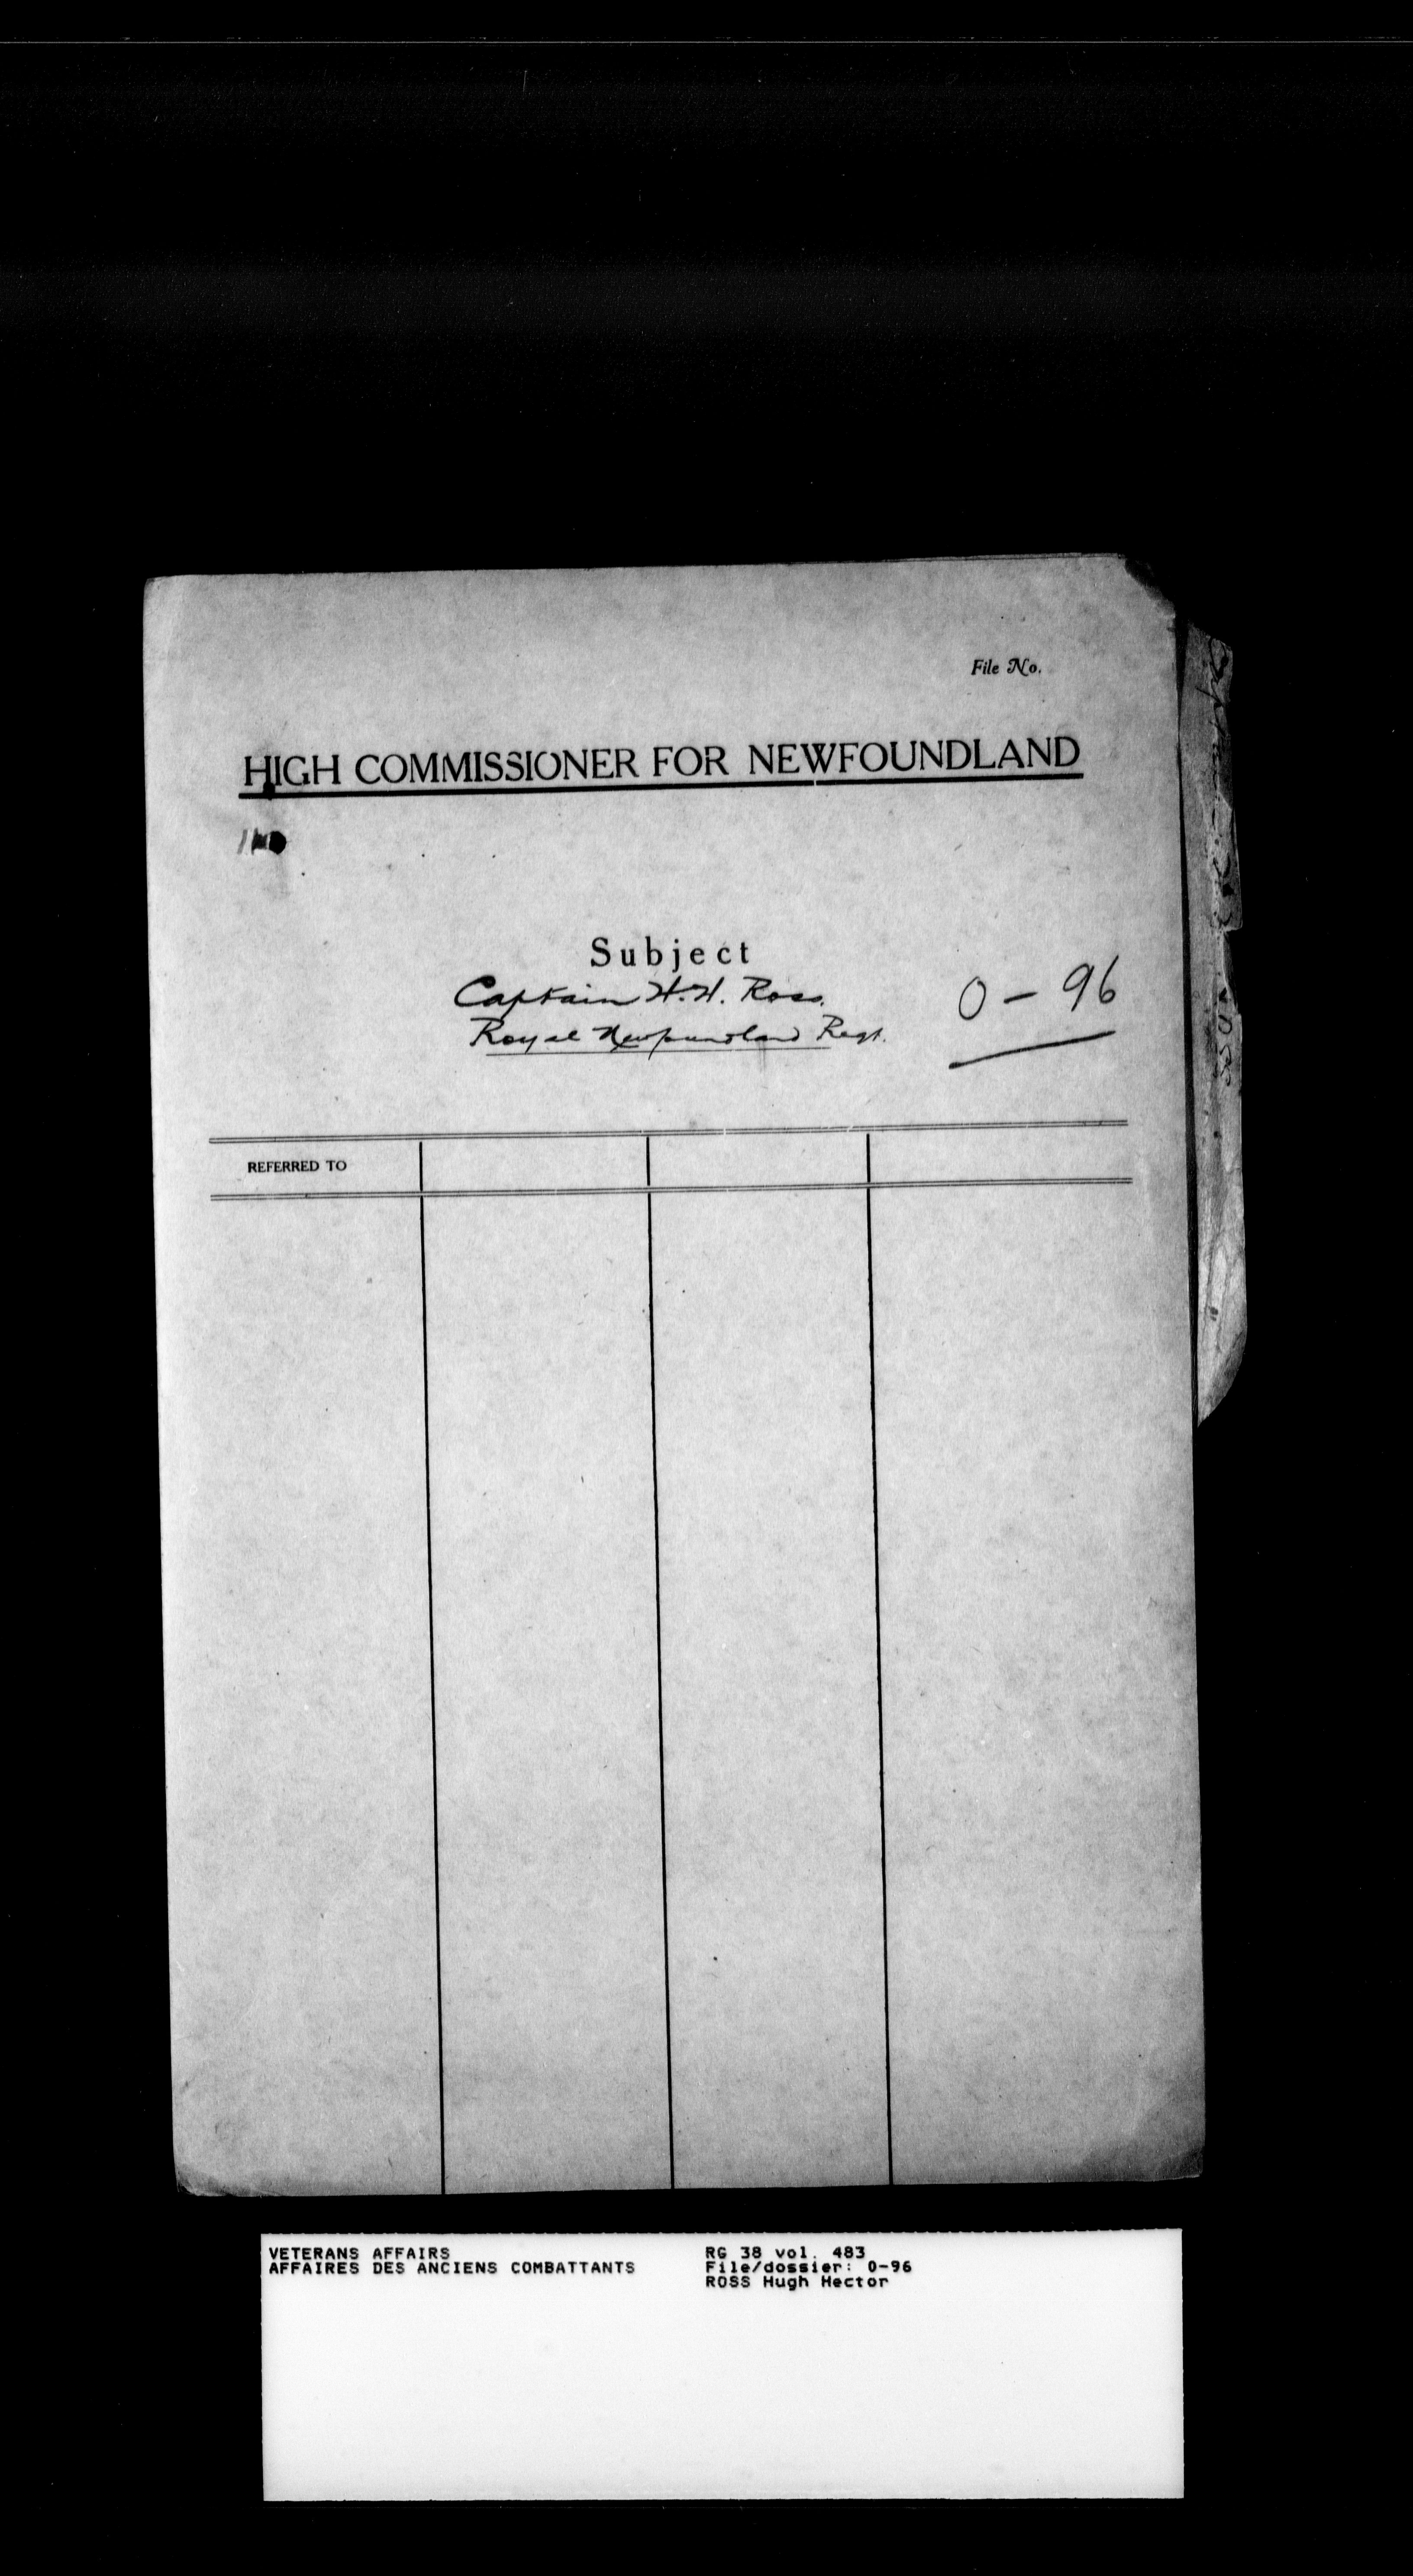 File No.
HIGH COMMISSIONER FOR NEWFOUNDLAND
Subject
Captain H.H. Ross.
0-96
Royal Newfoundland Regt.
REFERRED TO
VETERANS AFFAIRS
AFFAIRES DES ANCIENS COMBATTANTS
RG 38 vol. 483
File/dossier: 0-96
ROSS Hugh Hector